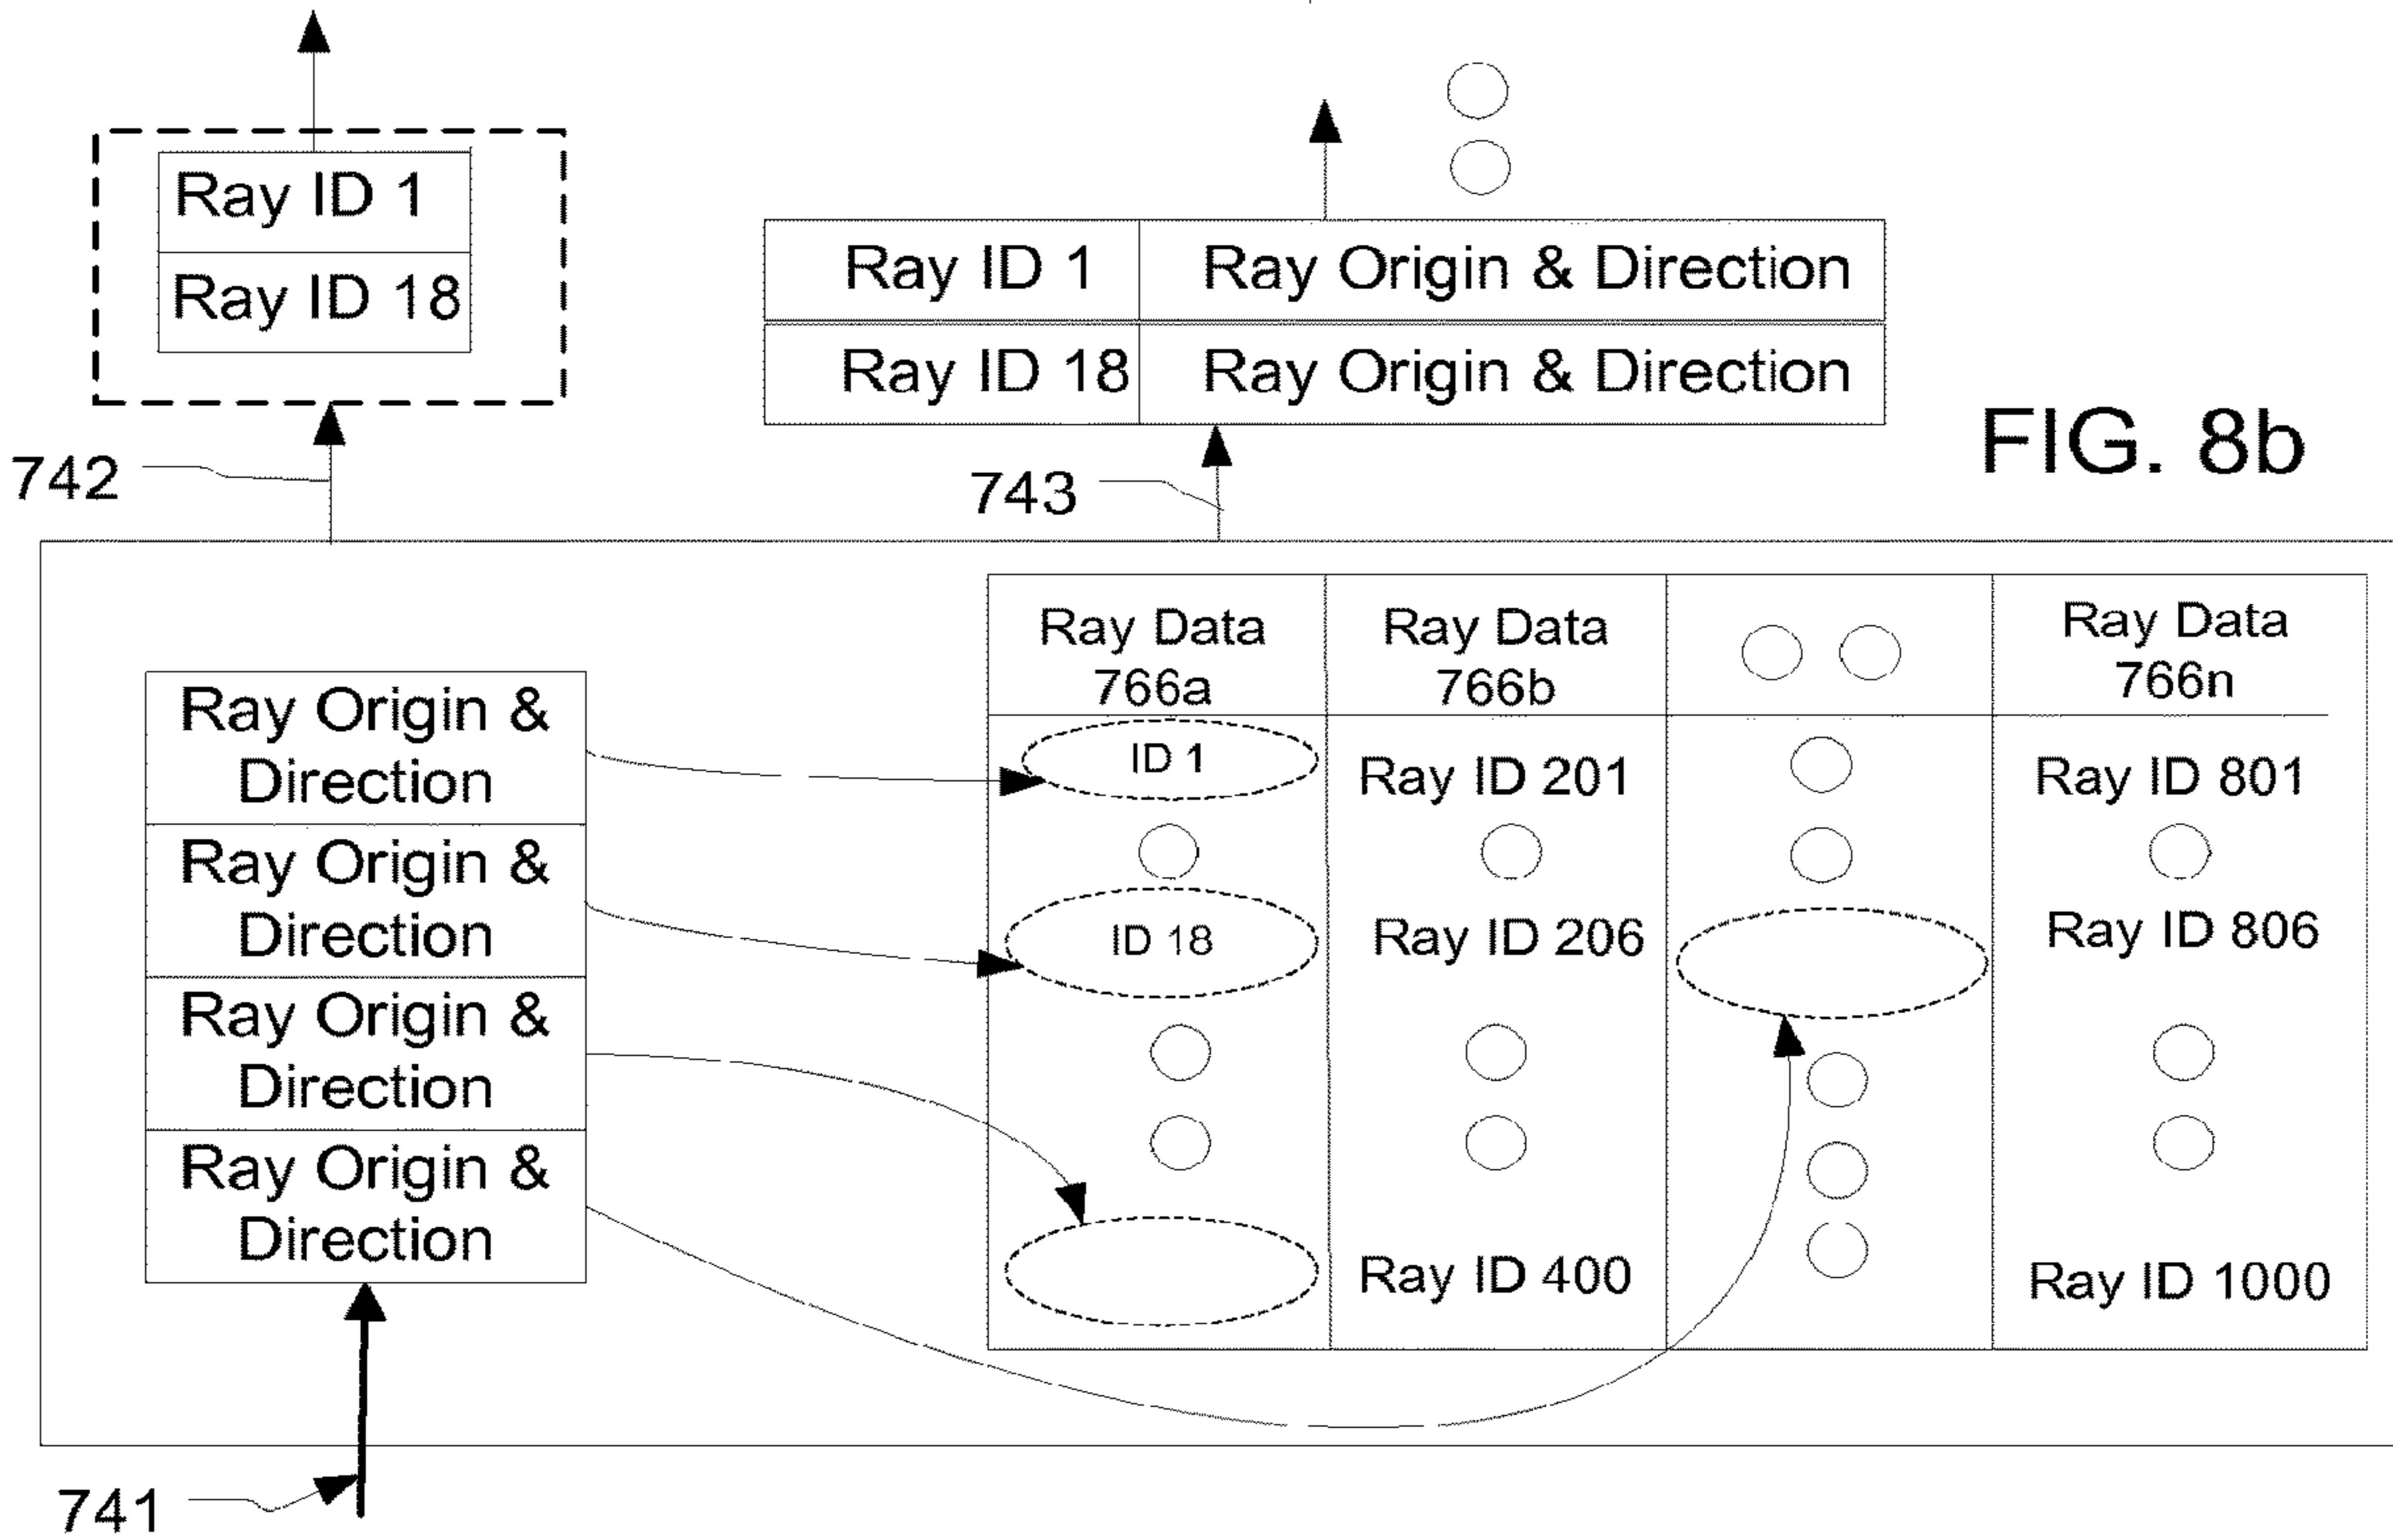 Ray ID 1
Ray ID 18
Ray ID 1 Ray Origin & Direction
Ray ID 18 Ray Origin & Direction
FIG. 8b
742
743
Ray Origin &
Direction
Ray Origin &
Direction
Ray Origin &
Direction
Ray Origin &
Direction
Ray Data
766a
Ray Data
766b
Ray Data
766n
ID 1
Ray ID 201
Ray ID 801
ID 18
Ray ID 206
Ray ID 806
Ray ID 400
Ray ID 1000
741